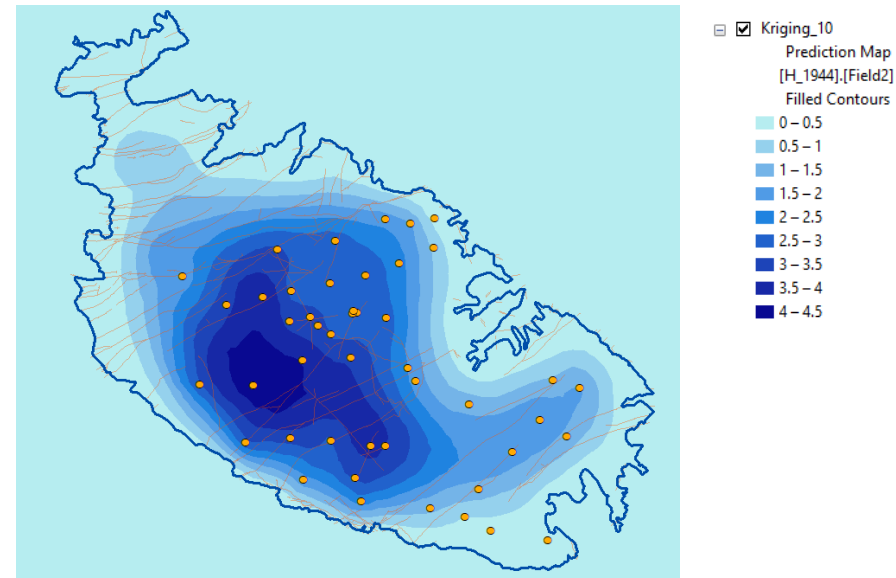 Kriging_10
Prediction Map
[H_1944].[Field2]
Filled Contours
0 – 0.5
0.5 – 1
1 – 1.5
1.5 – 2
2 – 2.5
2.5 – 3
3 – 3.5
3.5 – 4
4 – 4.5